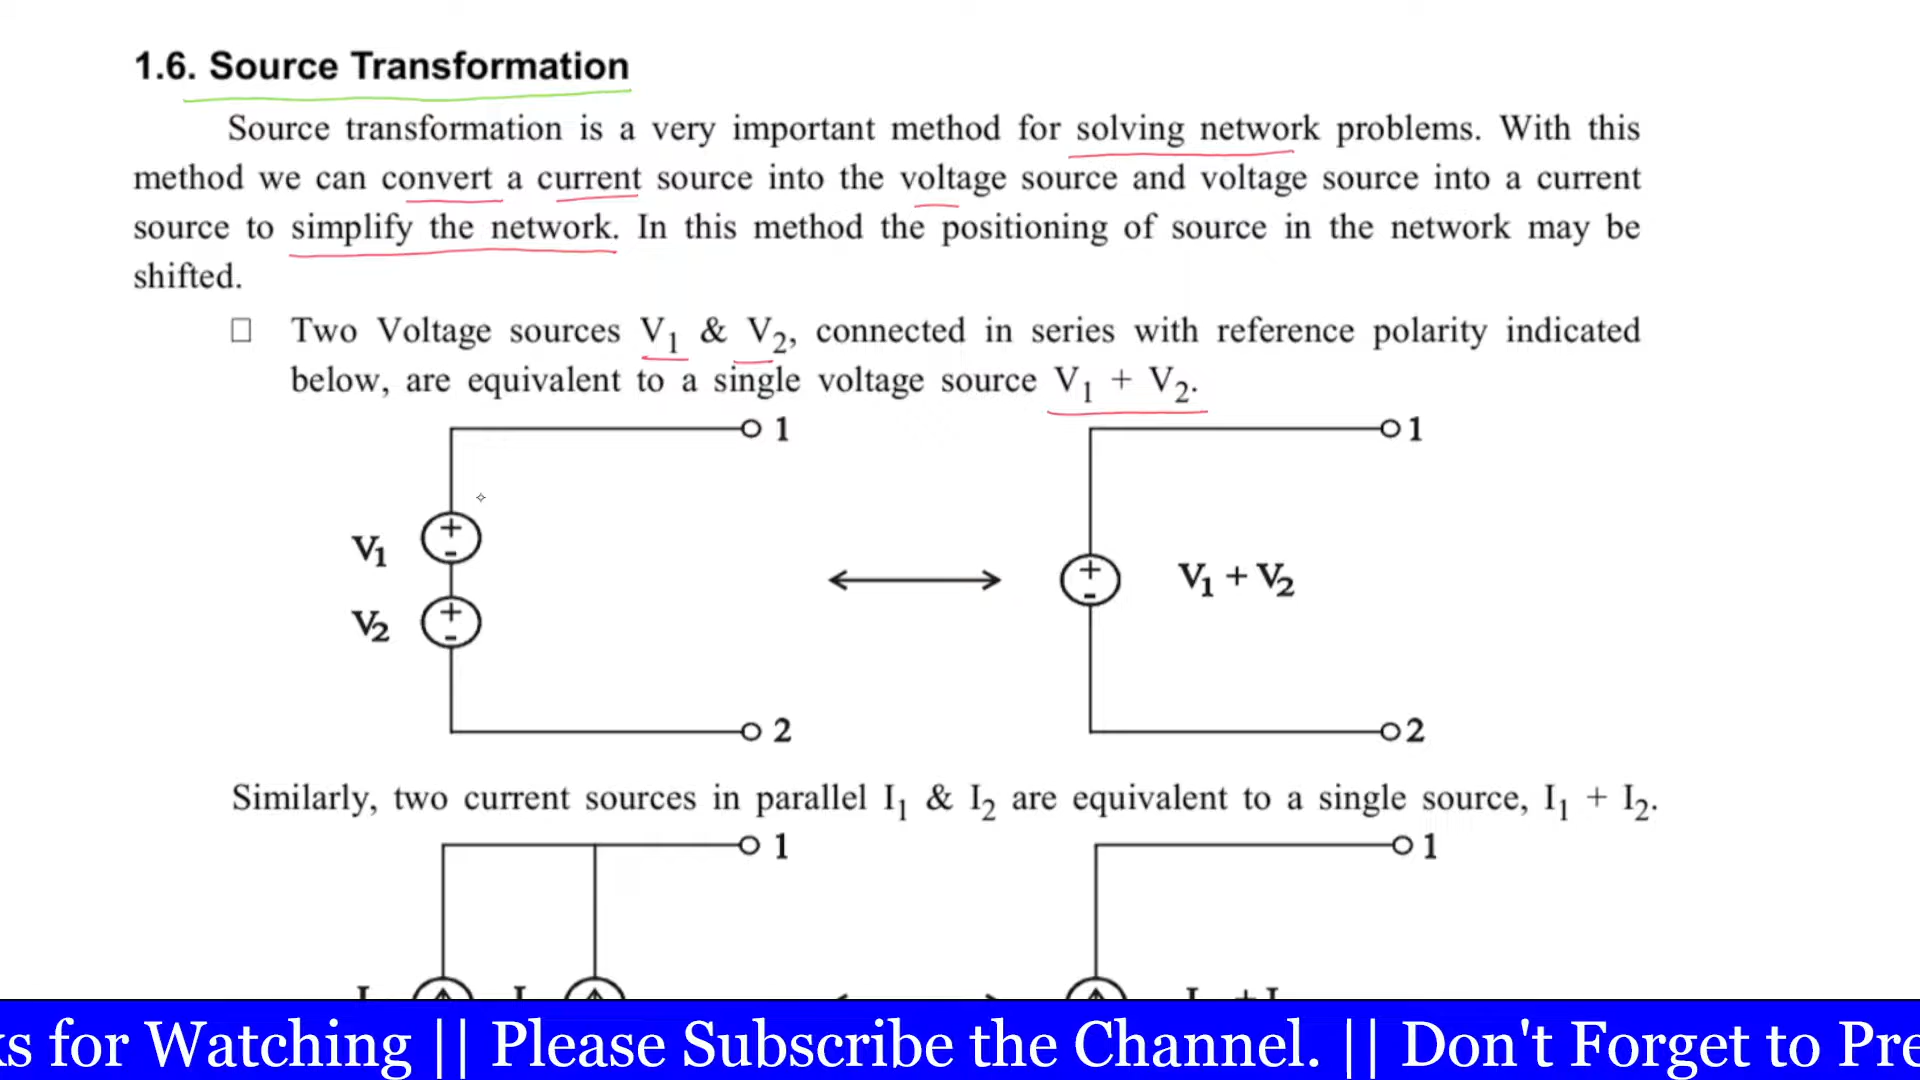 1.6. Source Transformation
Source transformation is a very important method for solving network problems. With this
method we can convert a current source into the voltage source and voltage source into a current
source to simplify the network. In this method the positioning of source in the network may be
shifted.
□ Two Voltage sources V₁ & V₂, connected in series with reference polarity indicated
below, are equivalent to a single voltage source V₁ + V₂.
1
1
+
-
V₁
+
-
V₁ + V₂
+
-
V₂
2
2
Similarly, two current sources in parallel I₁ & I₂ are equivalent to a single source, I₁ + I₂.
1
1
ks for Watching || Please Subscribe the Channel. || Don't Forget to Pre